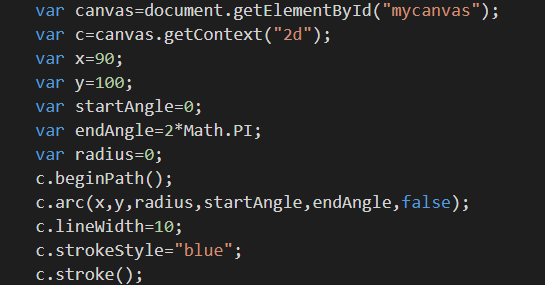 var canvas=document.getElementById("mycanvas");
var c=canvas.getContext("2d");
var x=90;
var y=100;
var startAngle=0;
var endAngle=2*Math.PI;
var radius=0;
c.beginPath();
c.arc(x,y,radius,startAngle,endAngle,false);
c.lineWidth=10;
c.strokeStyle="blue";
c.stroke();